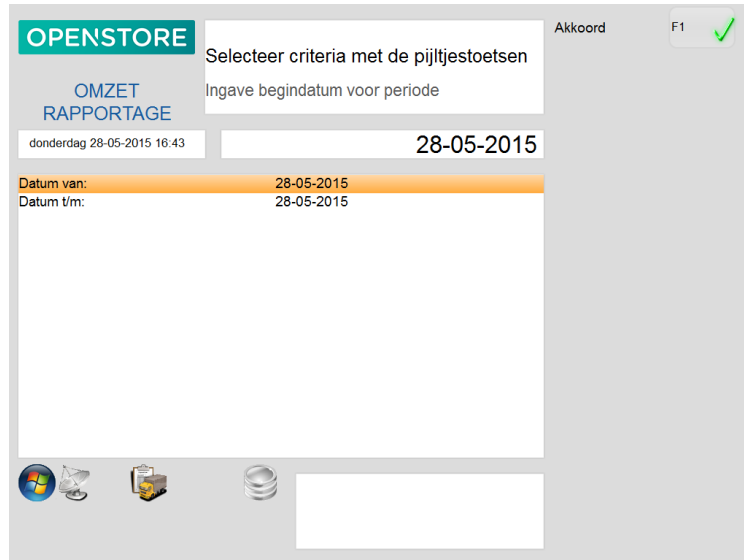 OPENSTORE
Selecteer criteria met de pijltjestoetsen
Ingave begindatum voor periode
Akkoord
F1
OMZET
RAPPORTAGE
donderdag 28-05-2015 16:43
28-05-2015
Datum van: 28-05-2015
Datum t/m: 28-05-2015